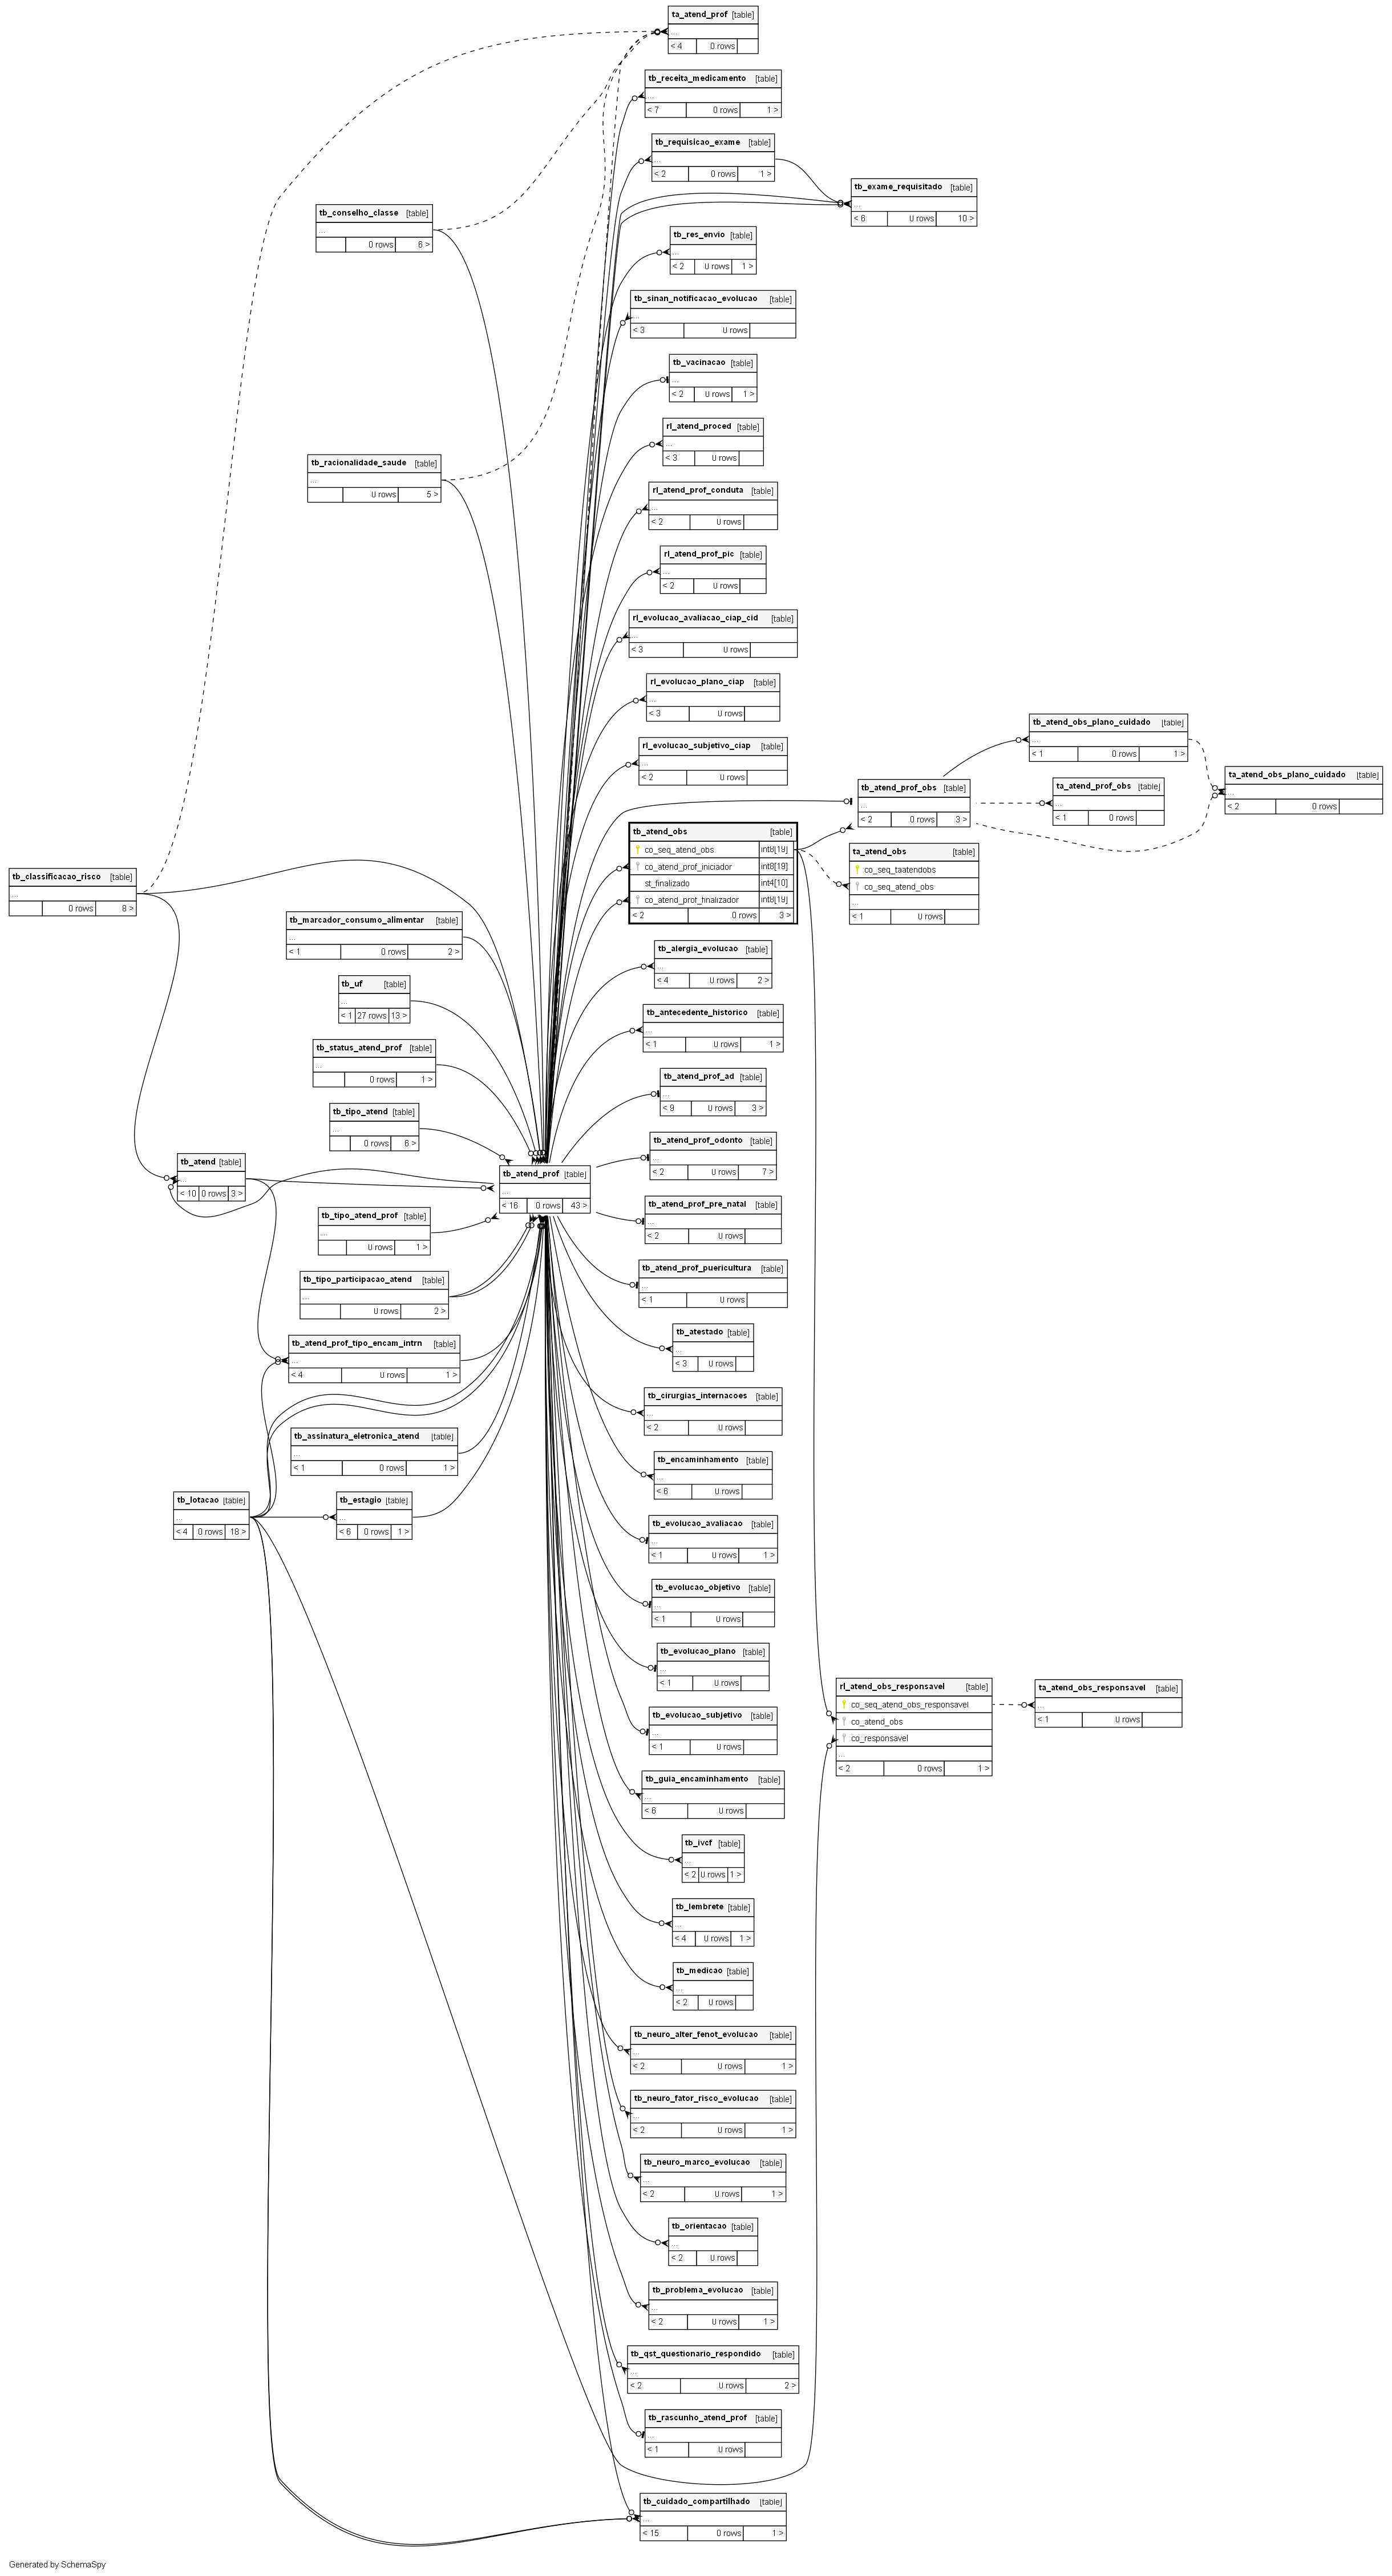 ta_atend_prof [table]
...
< 4 0 rows
tb_receita_medicamento [table]
...
< 7 0 rows 1 >
tb_requisicao_exame [table]
...
< 2 0 rows 1 >
tb_exame_requisitado [table]
...
< 6 0 rows 10 >
tb_conselho_classe [table]
...
0 rows 6 >
tb_res_envio [table]
...
< 2 0 rows 1 >
tb_sinan_notificacao_evolucao [table]
...
< 3 0 rows
tb_vacinacao [table]
...
< 2 0 rows 1 >
rl_atend_proced [table]
...
< 3 0 rows
tb_racionalidade_saude [table]
...
0 rows 5 >
rl_atend_prof_conduta [table]
...
< 2 0 rows
rl_atend_prof_pic [table]
...
< 2 0 rows
rl_evolucao_avaliacao_ciap_cid [table]
...
< 3 0 rows
rl_evolucao_plano_ciap [table]
...
< 3 0 rows
rl_evolucao_subjetivo_ciap [table]
...
< 2 0 rows
tb_atend_obs_plano_cuidado [table]
...
< 1 0 rows 1 >
ta_atend_obs_plano_cuidado [table]
...
< 2 0 rows
tb_atend_prof_obs [table]
...
< 2 0 rows 3 >
ta_atend_prof_obs [table]
...
< 1 0 rows
tb_atend_obs [table]
co_seq_atend_obs int8[19]
co_atend_prof_iniciador int8[19]
st_finalizado int4[10]
co_atend_prof_finalizador int8[19]
< 2 0 rows 3 >
ta_atend_obs [table]
co_seq_taatendobs
co_seq_atend_obs
...
< 1 0 rows
tb_classificacao_risco [table]
...
0 rows 8 >
tb_marcador_consumo_alimentar [table]
...
< 1 0 rows 2 >
tb_alergia_evolucao [table]
...
< 4 0 rows 2 >
tb_uf [table]
...
< 1 27 rows 13 >
tb_antecedente_historico [table]
...
< 1 0 rows 1 >
tb_status_atend_prof [table]
...
0 rows 1 >
tb_atend_prof_ad [table]
...
< 9 0 rows 3 >
tb_tipo_atend [table]
...
0 rows 6 >
tb_atend_prof_odonto [table]
...
< 2 0 rows 7 >
tb_atend [table]
...
< 10 0 rows 3 >
tb_atend_prof [table]
...
< 16 0 rows 43 >
tb_atend_prof_pre_natal [table]
...
< 2 0 rows
tb_tipo_atend_prof [table]
...
0 rows 1 >
tb_atend_prof_puericultura [table]
...
< 1 0 rows
tb_tipo_participacao_atend [table]
...
0 rows 2 >
tb_atestado [table]
...
< 3 0 rows
tb_atend_prof_tipo_encam_intrn [table]
...
< 4 0 rows 1 >
tb_cirurgias_internacoes [table]
...
< 2 0 rows
tb_assinatura_eletronica_atend [table]
...
< 1 0 rows 1 >
tb_encaminhamento [table]
...
< 6 0 rows
tb_lotacao [table]
...
< 4 0 rows 18 >
tb_estagio [table]
...
< 6 0 rows 1 >
tb_evolucao_avaliacao [table]
...
< 1 0 rows 1 >
tb_evolucao_objetivo [table]
...
< 1 0 rows
tb_evolucao_plano [table]
...
< 1 0 rows
rl_atend_obs_responsavel [table]
co_seq_atend_obs_responsavel
co_atend_obs
co_responsavel
...
< 2 0 rows 1 >
ta_atend_obs_responsavel [table]
...
< 1 0 rows
tb_evolucao_subjetivo [table]
...
< 1 0 rows
tb_guia_encaminhamento [table]
...
< 6 0 rows
tb_ivcf [table]
...
< 2 0 rows 1 >
tb_lembrete [table]
...
< 4 0 rows 1 >
tb_medicao [table]
...
< 2 0 rows
tb_neuro_alter_fenot_evolucao [table]
...
< 2 0 rows 1 >
tb_neuro_fator_risco_evolucao [table]
...
< 2 0 rows 1 >
tb_neuro_marco_evolucao [table]
...
< 2 0 rows 1 >
tb_orientacao [table]
...
< 2 0 rows
tb_problema_evolucao [table]
...
< 2 0 rows 1 >
tb_qst_questionario_respondido [table]
...
< 2 0 rows 2 >
tb_rascunho_atend_prof [table]
...
< 1 0 rows
tb_cuidado_compartilhado [table]
...
< 15 0 rows 1 >
Generated by SchemaSpy